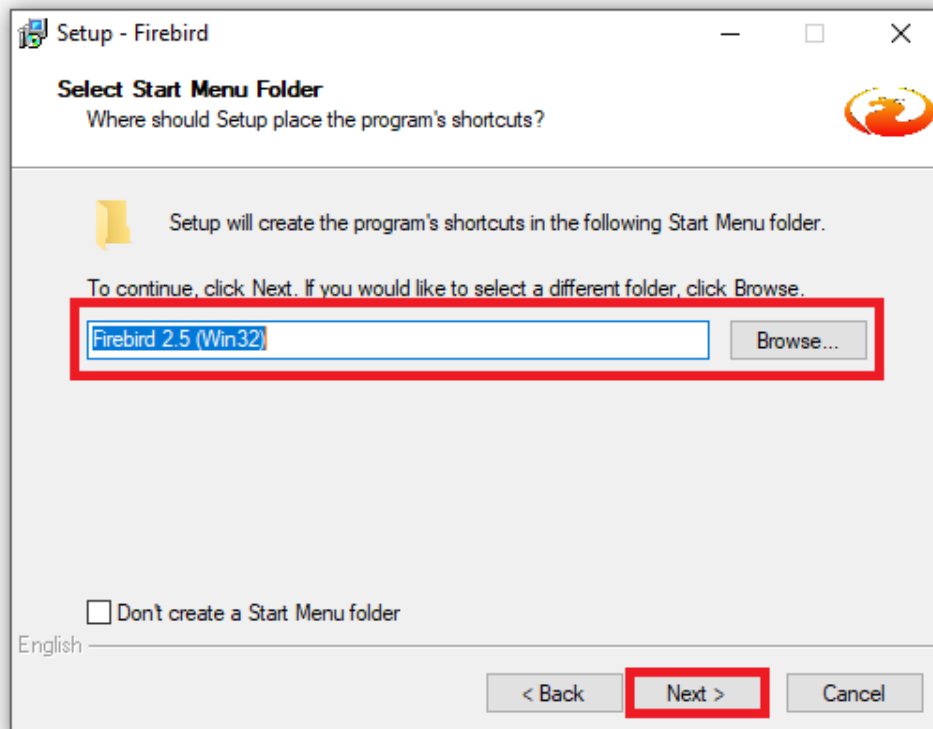 Setup - Firebird
Select Start Menu Folder
Where should Setup place the program's shortcuts?
Setup will create the program's shortcuts in the following Start Menu folder.
To continue, click Next. If you would like to select a different folder, click Browse.
Firebird 2.5 (Win32)
Browse...
Don't create a Start Menu folder
English
< Back
Next >
Cancel